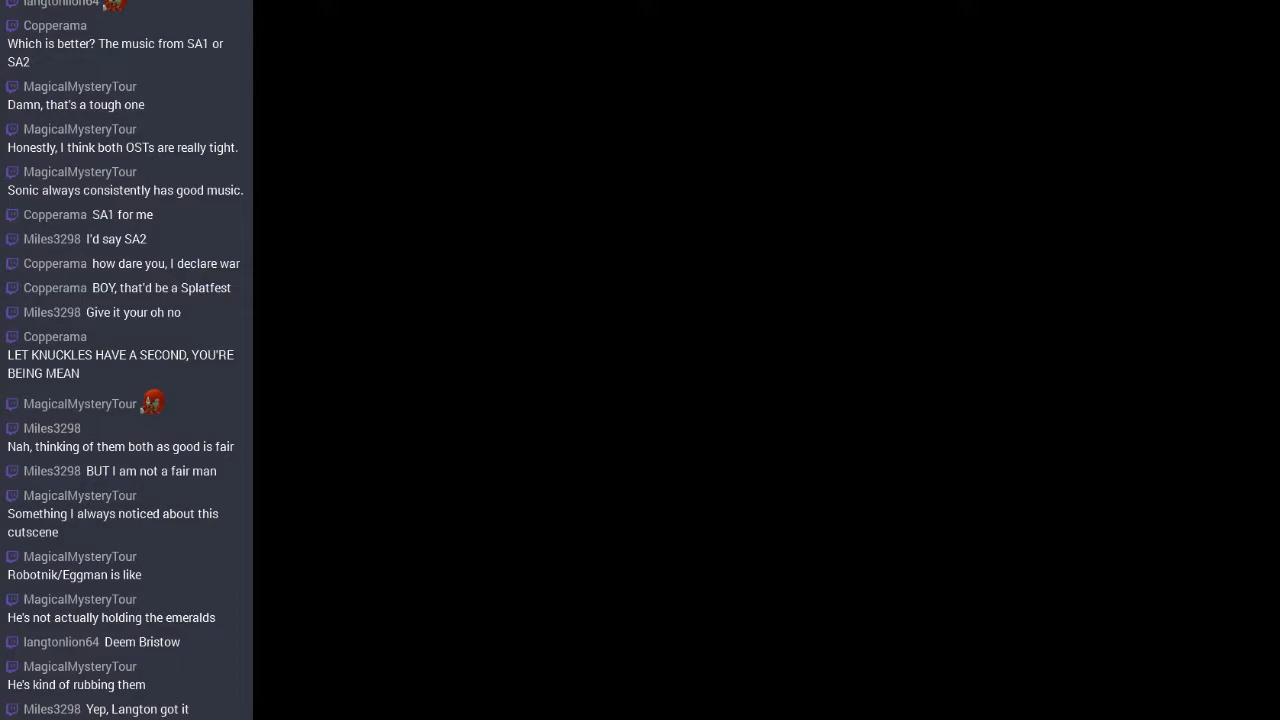 langtonlion64
Copperama
Which is better? The music from SA1 or
SA2
MagicalMysteryTour
Damn, that's a tough one
MagicalMysteryTour
Honestly, I think both OSTs are really tight.
MagicalMysteryTour
Sonic always consistently has good music.
Copperama SA1 for me
Miles3298 I'd say SA2
Copperama how dare you, I declare war
Copperama BOY, that'd be a Splatfest
Miles3298 Give it your oh no
Copperama
LET KNUCKLES HAVE A SECOND, YOU'RE
BEING MEAN
MagicalMysteryTour
Miles3298
Nah, thinking of them both as good is fair
Miles3298 BUT I am not a fair man
MagicalMysteryTour
Something I always noticed about this
cutscene
MagicalMysteryTour
Robotnik/Eggman is like
MagicalMysteryTour
He's not actually holding the emeralds
langtonlion64 Deem Bristow
MagicalMysteryTour
He's kind of rubbing them
Miles3298 Yep, Langton got it